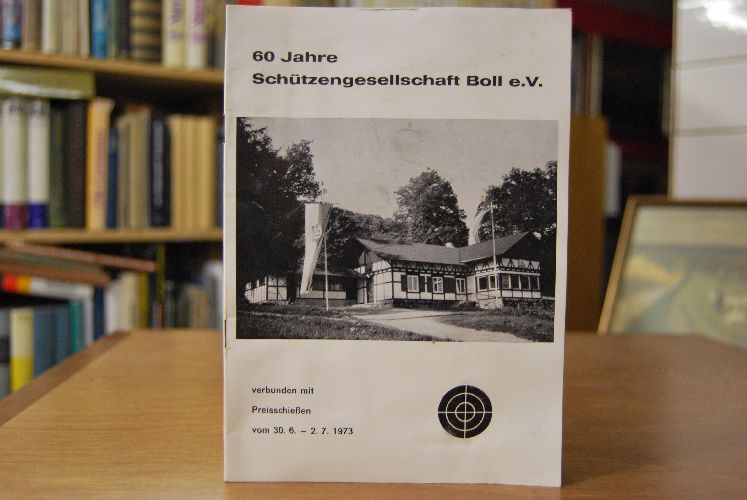 60 Jahre
Schützengesellschaft Boll e.V.
verbunden mit
Preisschießen
vom 30. 6. – 2. 7. 1973